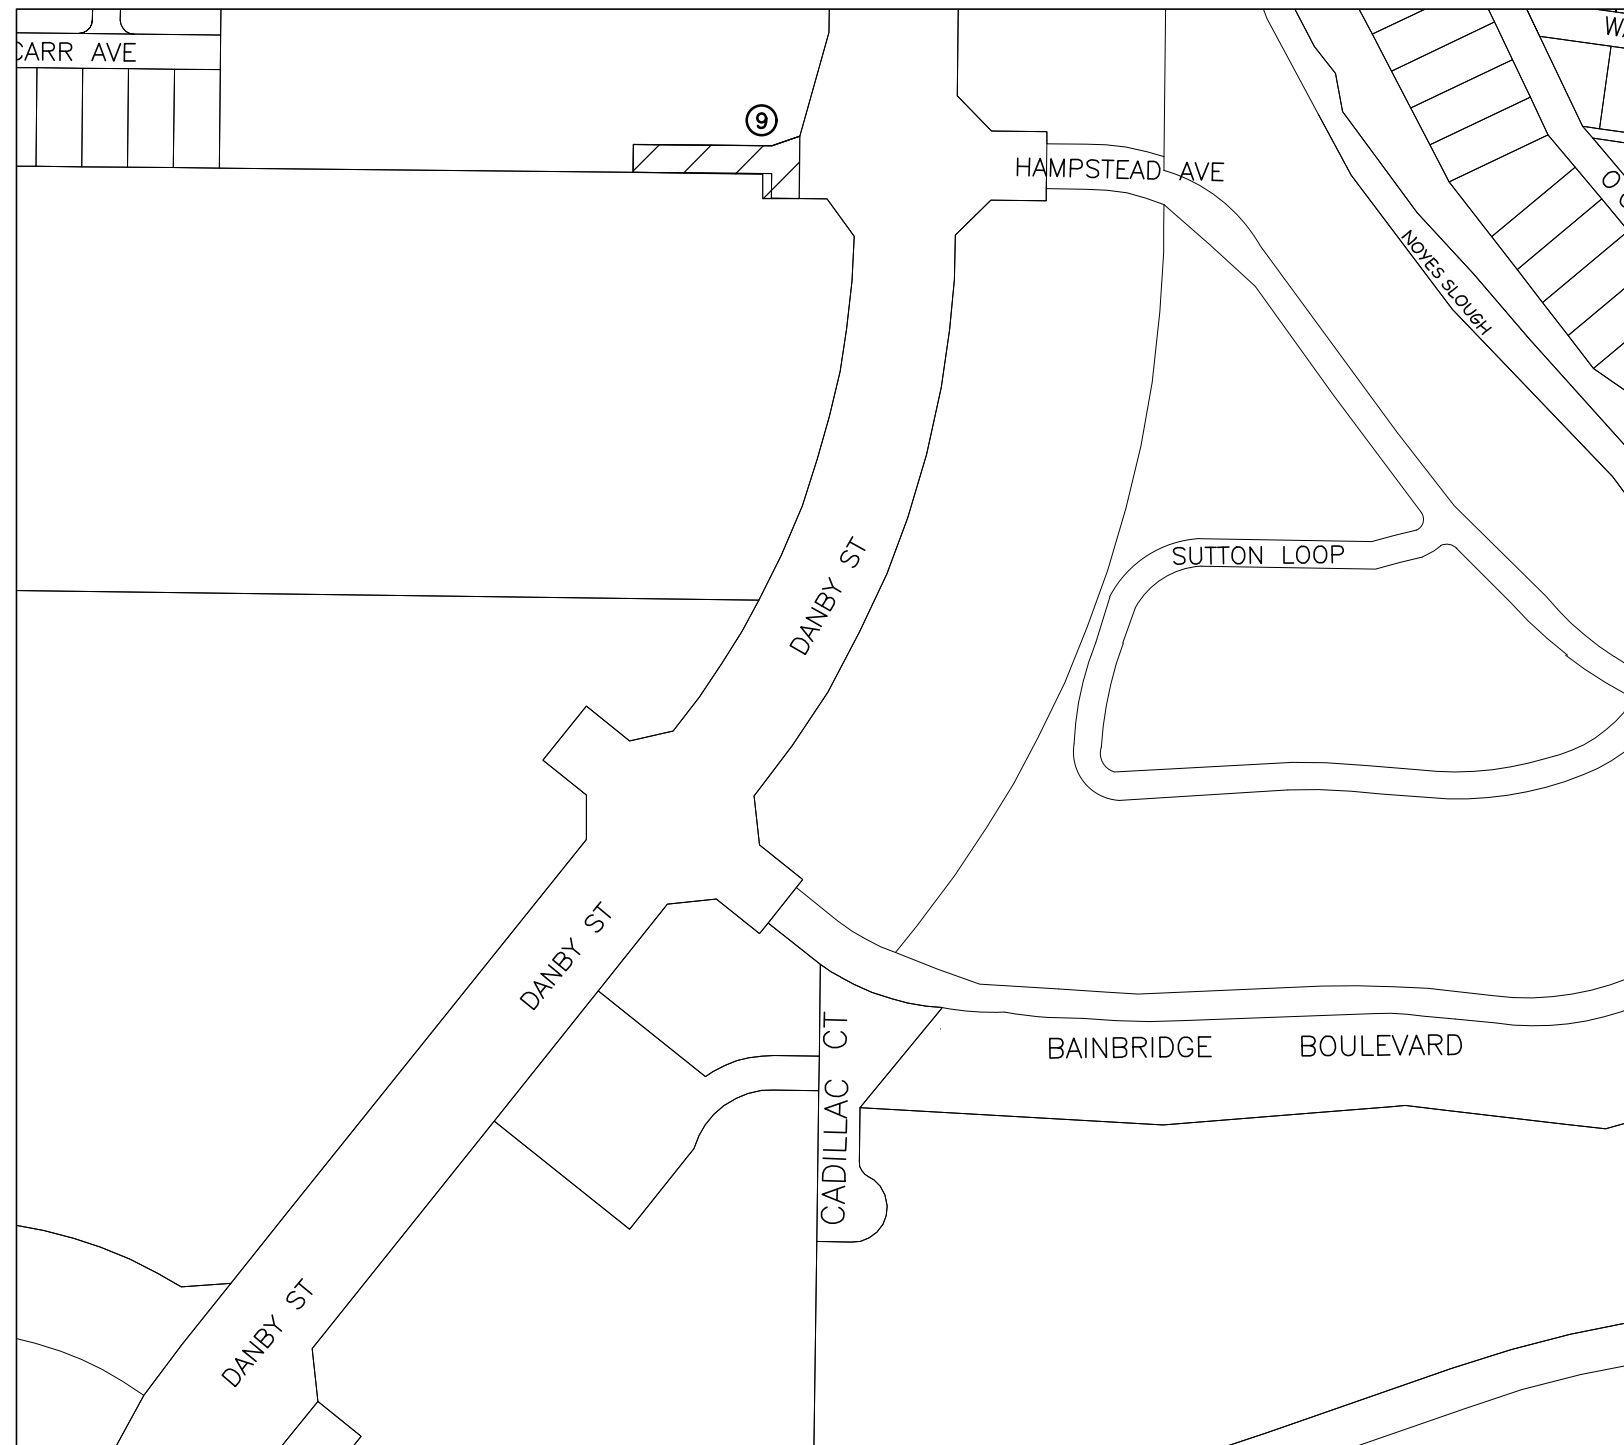 CARR AVE
9
HAMPSTEAD AVE
NOYES SLOUGH
DANBY ST
SUTTON LOOP
DANBY ST
CADILLAC CT
BAINBRIDGE BOULEVARD
DANBY ST